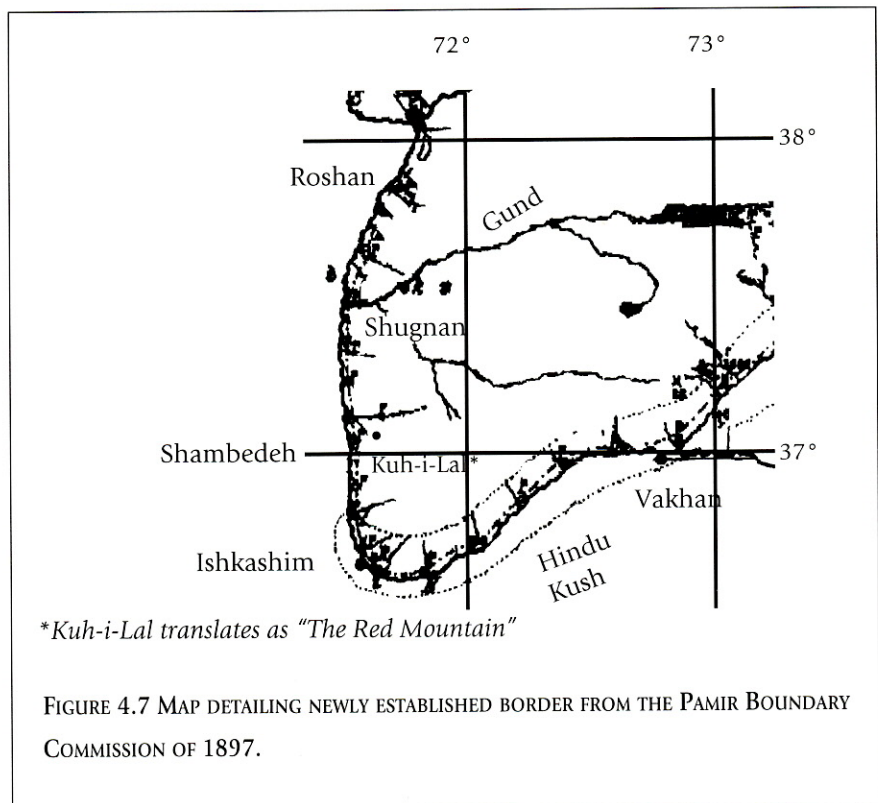 72° 73°
38°
Roshan
Gund
Shugnan
Shambedeh
37°
Kuh-i-Lal*
Vakhan
Ishkashim
Hindu
Kush
*Kuh-i-Lal translates as “The Red Mountain”
FIGURE 4.7 MAP DETAILING NEWLY ESTABLISHED BORDER FROM THE PAMIR BOUNDARY
COMMISSION OF 1897.